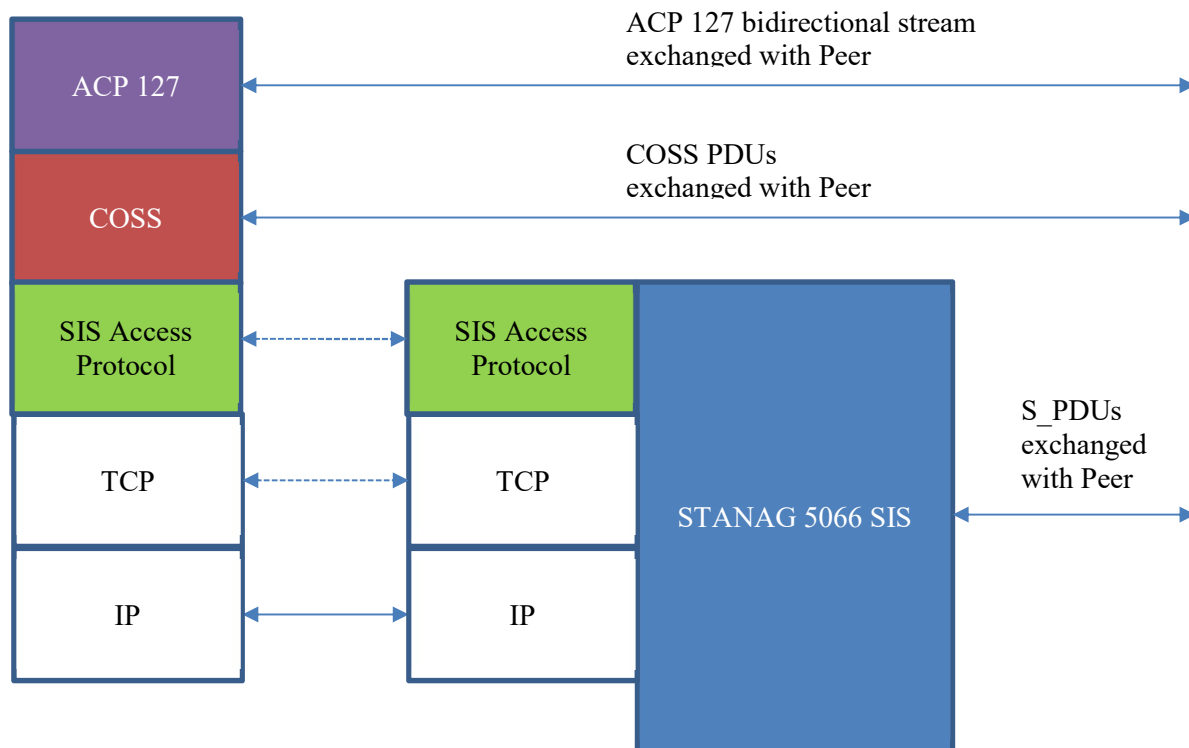 ACP 127 bidirectional stream
exchanged with Peer
ACP 127
COSS PDUs
exchanged with Peer
COSS
SIS Access
Protocol
SIS Access
Protocol
S_PDUs
exchanged
with Peer
TCP
TCP
STANAG 5066 SIS
IP
IP